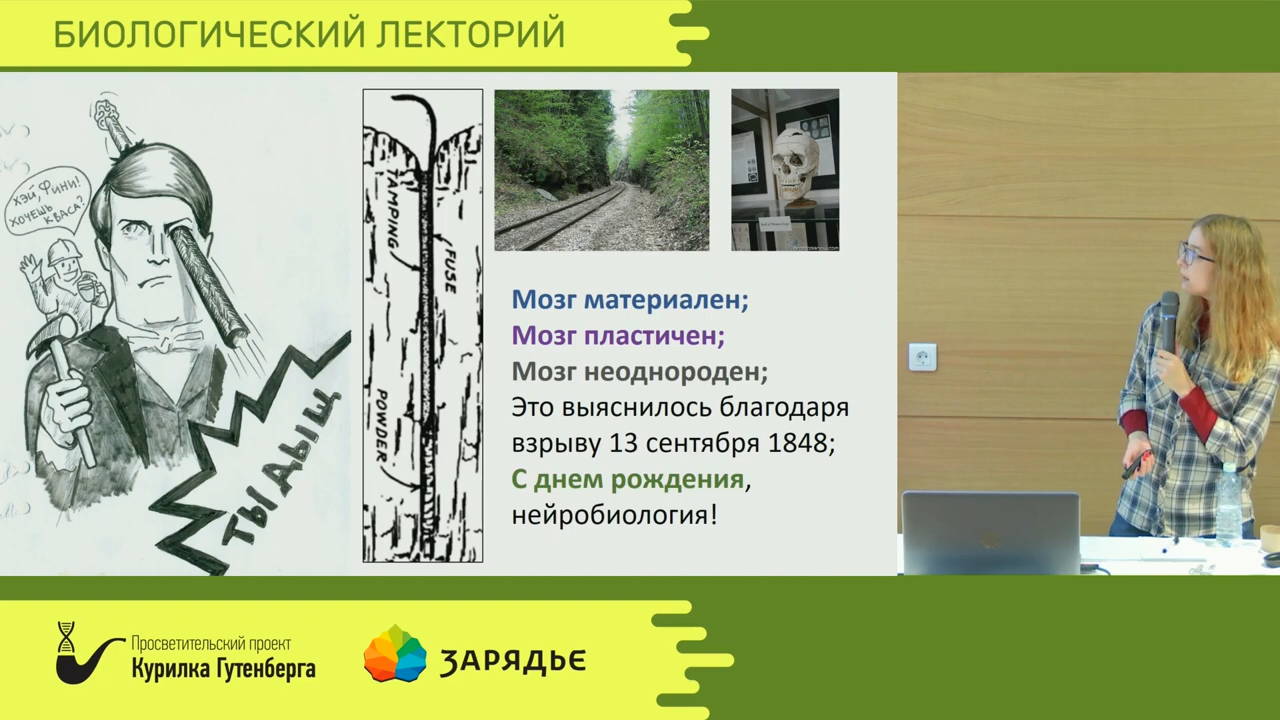 БИОЛОГИЧЕСКИЙ ЛЕКТОРИЙ
ХЭЙ, ФИНИ!
ХОЧЕШЬ
КВАСА?
ТЫДЫЩ
TAMPING
FUSE
POWDER
Мозг материален;
Мозг пластичен;
Мозг неоднороден;
Это выяснилось благодаря
взрыву 13 сентября 1848;
С днем рождения,
нейробиология!
Просветительский проект
Курилка Гутенберга
ЗАРЯДЬЕ